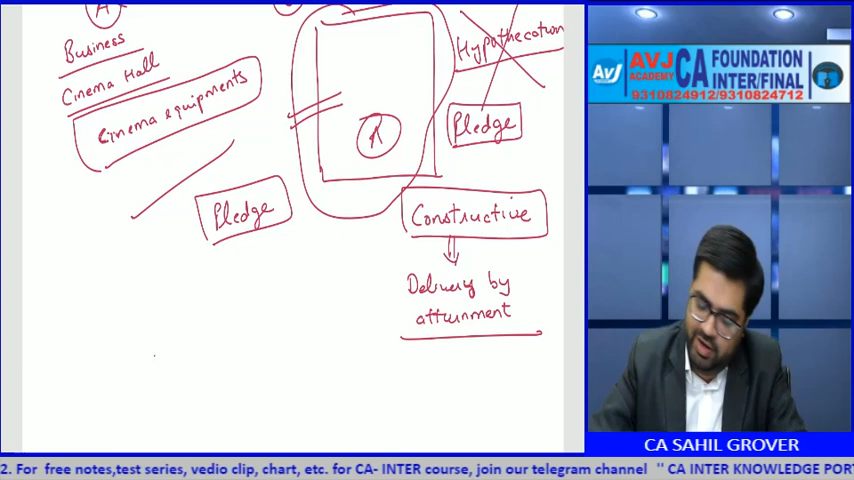 A
Business
Cinema Hall
Cinema equipments
R
Hypothecation
Pledge
Pledge
Constructive
Delivery by
attornment
AVJ
AVJ
ACADEMY
CA
FOUNDATION
INTER/FINAL
9310824912/9310824712
CA SAHIL GROVER
2. For free notes,test series, vedio clip, chart, etc. for CA- INTER course, join our telegram channel '' CA INTER KNOWLEDGE POR